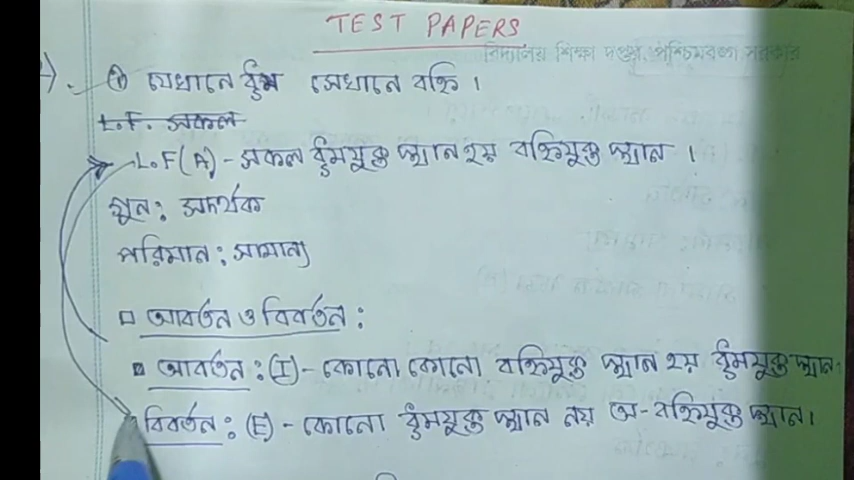 TEST PAPERS
বিদ্যালয় শিক্ষা দপ্তর, পশ্চিমবঙ্গ সরকার
① যেখানে ধুঁম সেখানে বহ্নি।
L.F. সকল
L.F(A) - সকল ধুঁমযুক্ত স্থান হয় বহ্নিযুক্ত স্থান ।
গুন: সদর্থক
পরিমান: সামান্য
□ আবর্তন ও বিবর্তন:
আবর্তন: (I) - কোনো কোনো বহ্নিযুক্ত স্থান হয় ধুঁমযুক্ত স্থান।
বিবর্তন: (E) - কোনো ধুঁমযুক্ত স্থান নয় অ-বহ্নিযুক্ত স্থান।